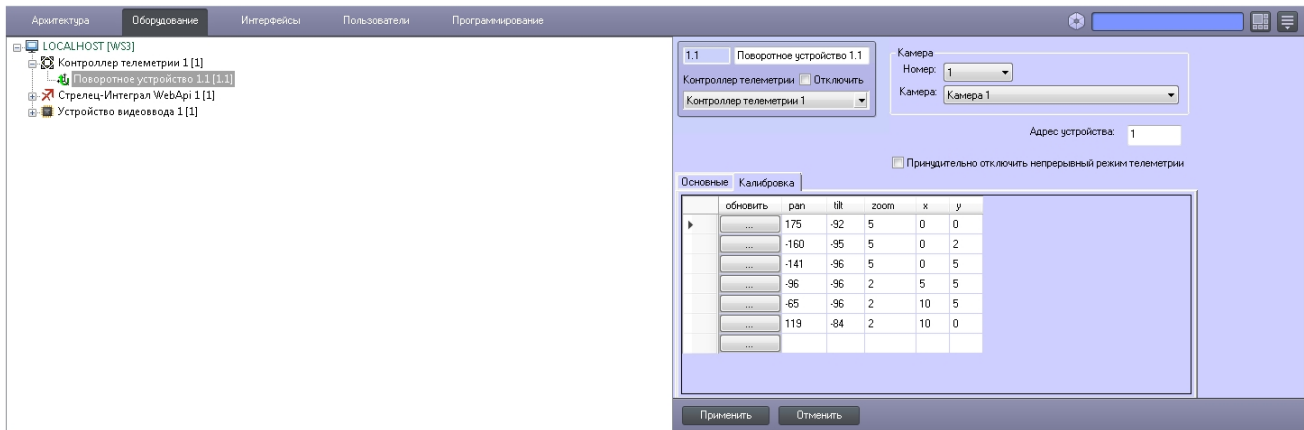 Архитектура Оборудование Интерфейсы Пользователи Программирование
LOCALHOST [WS3]
Контроллер телеметрии 1 [1]
Поворотное устройство 1.1 [1.1]
Стрелец-Интеграл WebApi 1 [1]
Устройство видеоввода 1 [1]
1.1 Поворотное устройство 1.1
Контроллер телеметрии Отключить
Контроллер телеметрии 1
Камера
Номер: 1
Камера: Камера 1
Адрес устройства: 1
Принудительно отключить непрерывный режим телеметрии
Основные Калибровка
обновить pan tilt zoom x y
... 175 -92 5 0 0
... -160 -95 5 0 2
... -141 -96 5 0 5
... -96 -96 2 5 5
... -65 -96 2 10 5
... 119 -84 2 10 0
...
Применить Отменить